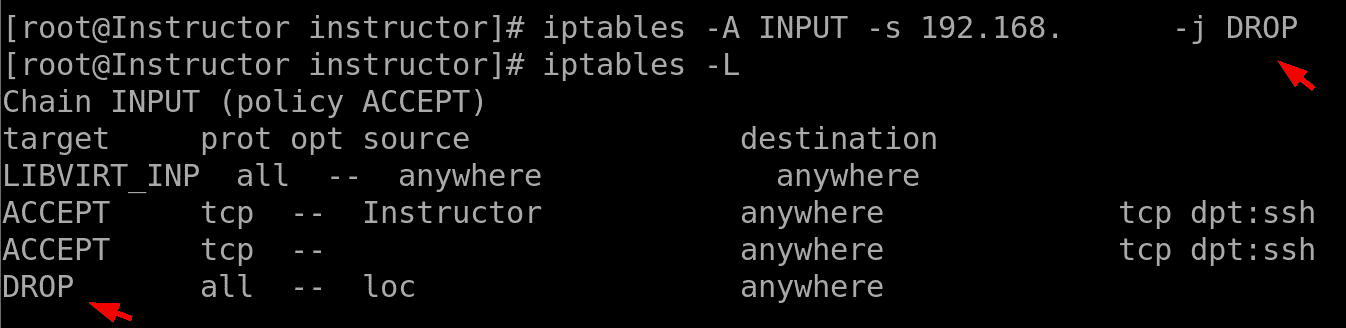 [root@Instructor instructor]# iptables -A INPUT -s 192.168.      -j DROP
[root@Instructor instructor]# iptables -L
Chain INPUT (policy ACCEPT)
target     prot opt source               destination
LIBVIRT_INP  all  --  anywhere             anywhere
ACCEPT     tcp  --  Instructor           anywhere             tcp dpt:ssh
ACCEPT     tcp  --                       anywhere             tcp dpt:ssh
DROP       all  --  loc                  anywhere